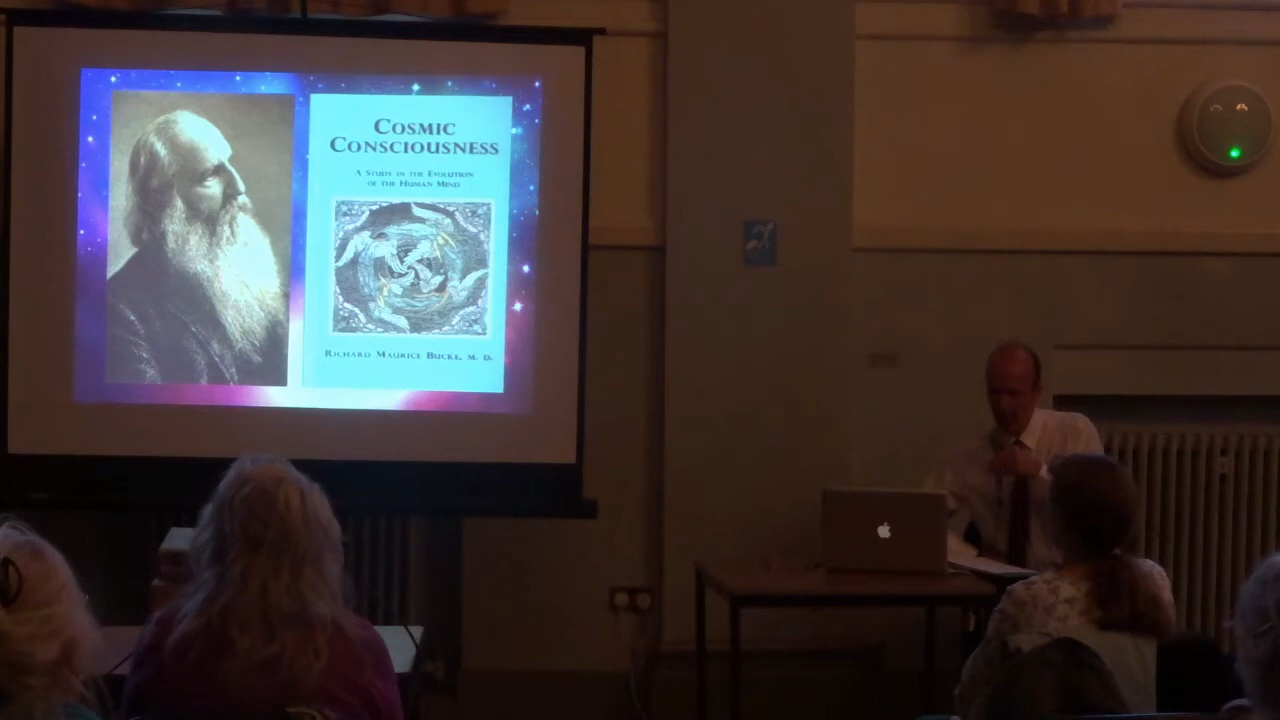 COSMIC
CONSCIOUSNESS
A STUDY IN THE EVOLUTION
OF THE HUMAN MIND
RICHARD MAURICE BUCKE, M. D.